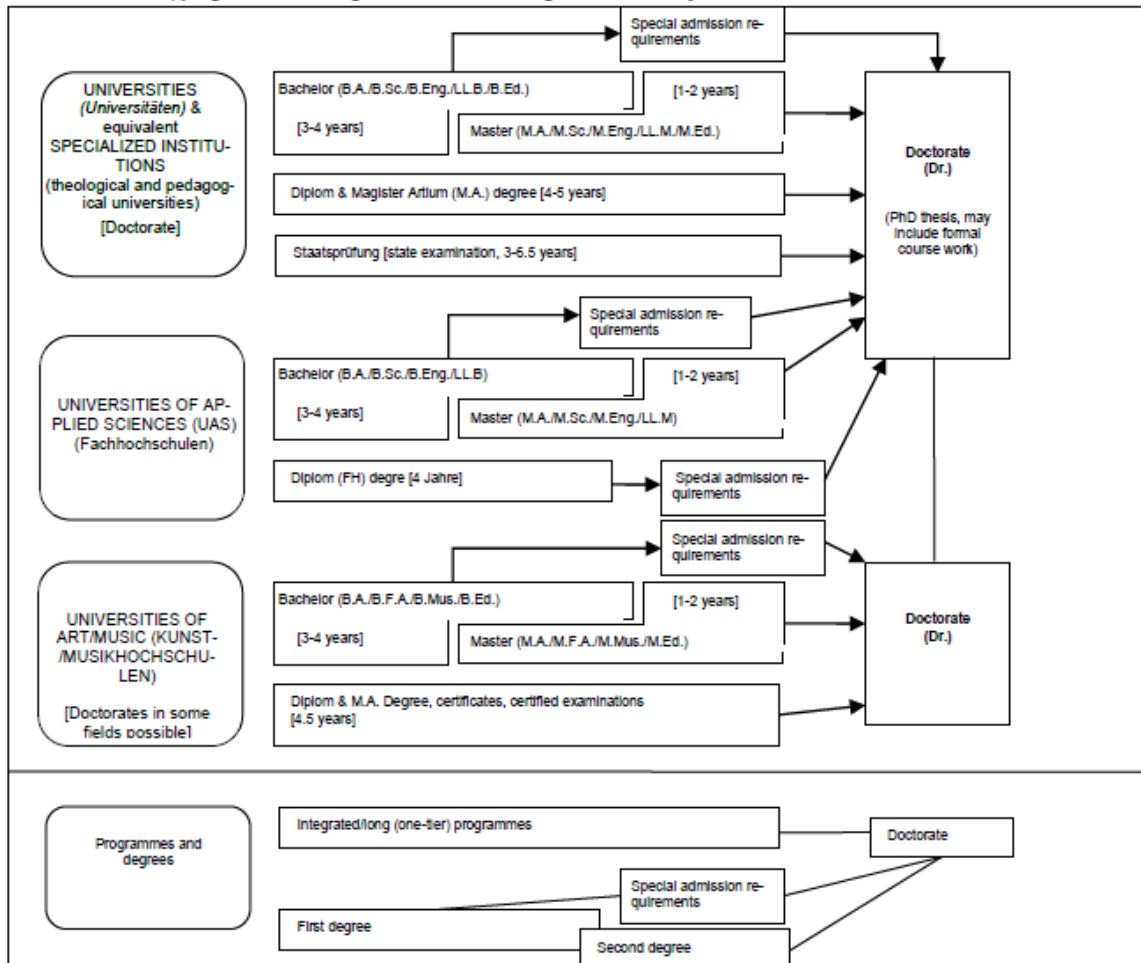 Special admission re-
quirements
UNIVERSITIES
(Universitäten) &
equivalent
SPECIALIZED INSTITU-
TIONS
(theological and pedagog-
ical universities)
[Doctorate]
Bachelor (B.A./B.Sc./B.Eng./LL.B./B.Ed.)
[3-4 years]
[1-2 years]
Master (M.A./M.Sc./M.Eng./LL.M./M.Ed.)
Diplom & Magister Artium (M.A.) degree [4-5 years]
Staatsprüfung [state examination, 3-6.5 years]
Doctorate
(Dr.)
(PhD thesis, may
include formal
course work)
UNIVERSITIES OF AP-
PLIED SCIENCES (UAS)
(Fachhochschulen)
Special admission re-
quirements
Bachelor (B.A./B.Sc./B.Eng./LL.B)
[3-4 years]
[1-2 years]
Master (M.A./M.Sc./M.Eng./LL.M)
Diplom (FH) degre [4 Jahre]
Special admission re-
quirements
UNIVERSITIES OF
ART/MUSIC (KUNST-
/MUSIKHOCHSCHU-
LEN)
[Doctorates in some
fields possible]
Special admission re-
quirements
Bachelor (B.A./B.F.A./B.Mus./B.Ed.)
[3-4 years]
[1-2 years]
Master (M.A./M.F.A./M.Mus./M.Ed.)
Diplom & M.A. Degree, certificates, certified examinations
[4.5 years]
Doctorate
(Dr.)
Programmes and
degrees
Integrated/long (one-tier) programmes
Doctorate
Special admission re-
quirements
First degree
Second degree